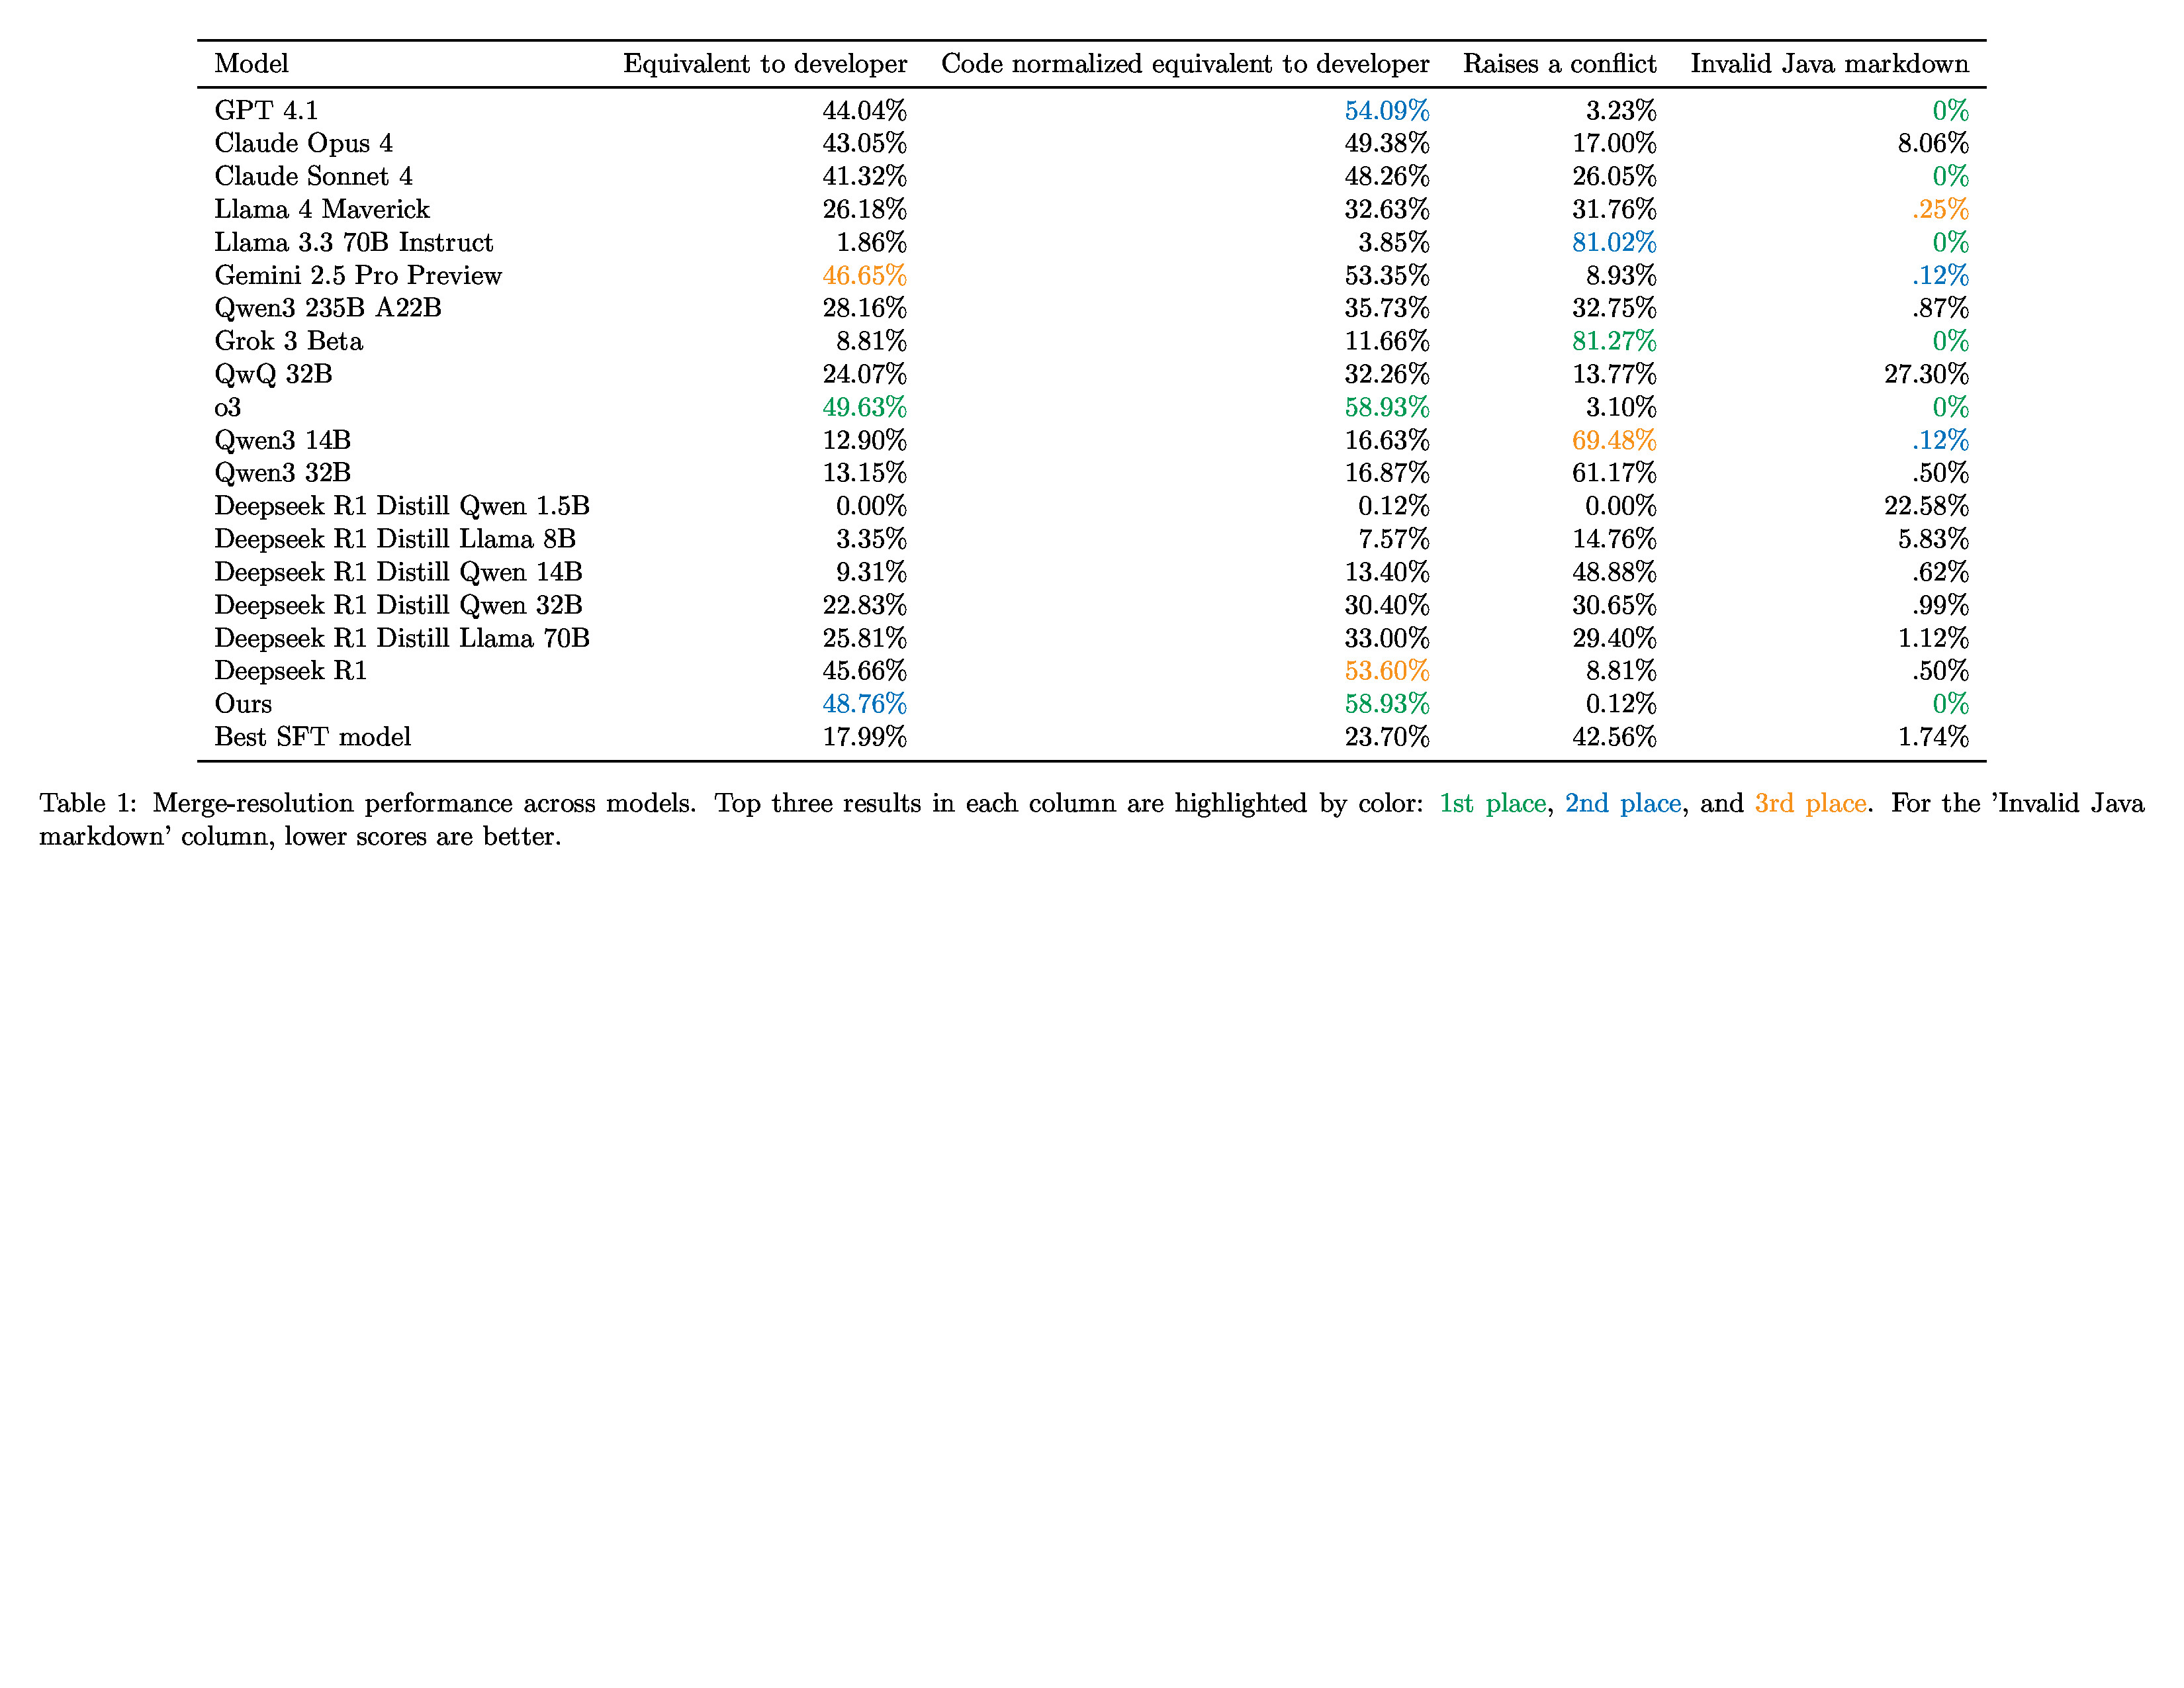 Model Equivalent to developer Code normalized equivalent to developer Raises a conflict Invalid Java markdown
GPT 4.1 44.04% 54.09% 3.23% 0%
Claude Opus 4 43.05% 49.38% 17.00% 8.06%
Claude Sonnet 4 41.32% 48.26% 26.05% 0%
Llama 4 Maverick 26.18% 32.63% 31.76% .25%
Llama 3.3 70B Instruct 1.86% 3.85% 81.02% 0%
Gemini 2.5 Pro Preview 46.65% 53.35% 8.93% .12%
Qwen3 235B A22B 28.16% 35.73% 32.75% .87%
Grok 3 Beta 8.81% 11.66% 81.27% 0%
QwQ 32B 24.07% 32.26% 13.77% 27.30%
o3 49.63% 58.93% 3.10% 0%
Qwen3 14B 12.90% 16.63% 69.48% .12%
Qwen3 32B 13.15% 16.87% 61.17% .50%
Deepseek R1 Distill Qwen 1.5B 0.00% 0.12% 0.00% 22.58%
Deepseek R1 Distill Llama 8B 3.35% 7.57% 14.76% 5.83%
Deepseek R1 Distill Qwen 14B 9.31% 13.40% 48.88% .62%
Deepseek R1 Distill Qwen 32B 22.83% 30.40% 30.65% .99%
Deepseek R1 Distill Llama 70B 25.81% 33.00% 29.40% 1.12%
Deepseek R1 45.66% 53.60% 8.81% .50%
Ours 48.76% 58.93% 0.12% 0%
Best SFT model 17.99% 23.70% 42.56% 1.74%
Table 1: Merge-resolution performance across models. Top three results in each column are highlighted by color: 1st place, 2nd place, and 3rd place. For the ’Invalid Java
markdown’ column, lower scores are better.